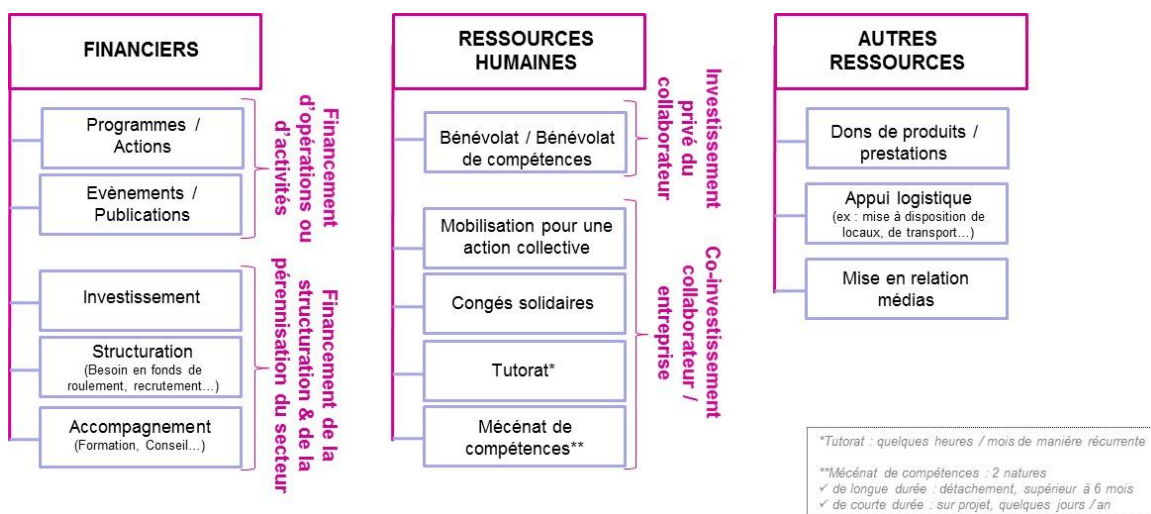 FINANCIERS
Programmes /
Actions
Evènements /
Publications
Financement
d'opérations ou
d'activités
Investissement
Structuration
(Besoin en fonds de
roulement, recrutement…)
Accompagnement
(Formation, Conseil…)
Financement de la
structuration & de la
pérennisation du secteur
RESSOURCES
HUMAINES
Bénévolat / Bénévolat
de compétences
Investissement
privé du
collaborateur
Mobilisation pour une
action collective
Congés solidaires
Tutorat*
Mécénat de
compétences**
Co-investissement
collaborateur /
entreprise
AUTRES
RESSOURCES
Dons de produits /
prestations
Appui logistique
(ex : mise à disposition de
locaux, de transport…)
Mise en relation
médias
*Tutorat : quelques heures / mois de manière récurrente
**Mécénat de compétences : 2 natures
✓ de longue durée : détachement, supérieur à 6 mois
✓ de courte durée : sur projet, quelques jours / an